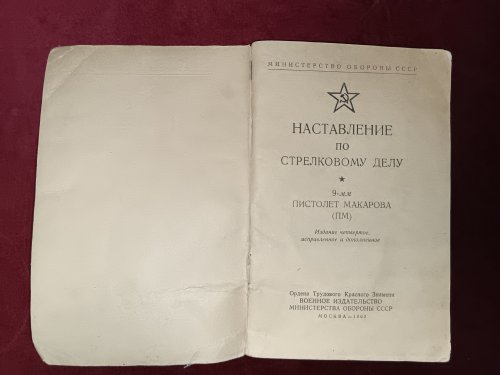 МИНИСТЕРСТВО ОБОРОНЫ СССР
НАСТАВЛЕНИЕ
ПО
СТРЕЛКОВОМУ ДЕЛУ
★
9-мм
ПИСТОЛЕТ МАКАРОВА
(ПМ)
Издание четвертое,
исправленное и дополненное
Ордена Трудового Красного Знамени
ВОЕННОЕ ИЗДАТЕЛЬСТВО
МИНИСТЕРСТВА ОБОРОНЫ СССР
МОСКВА —